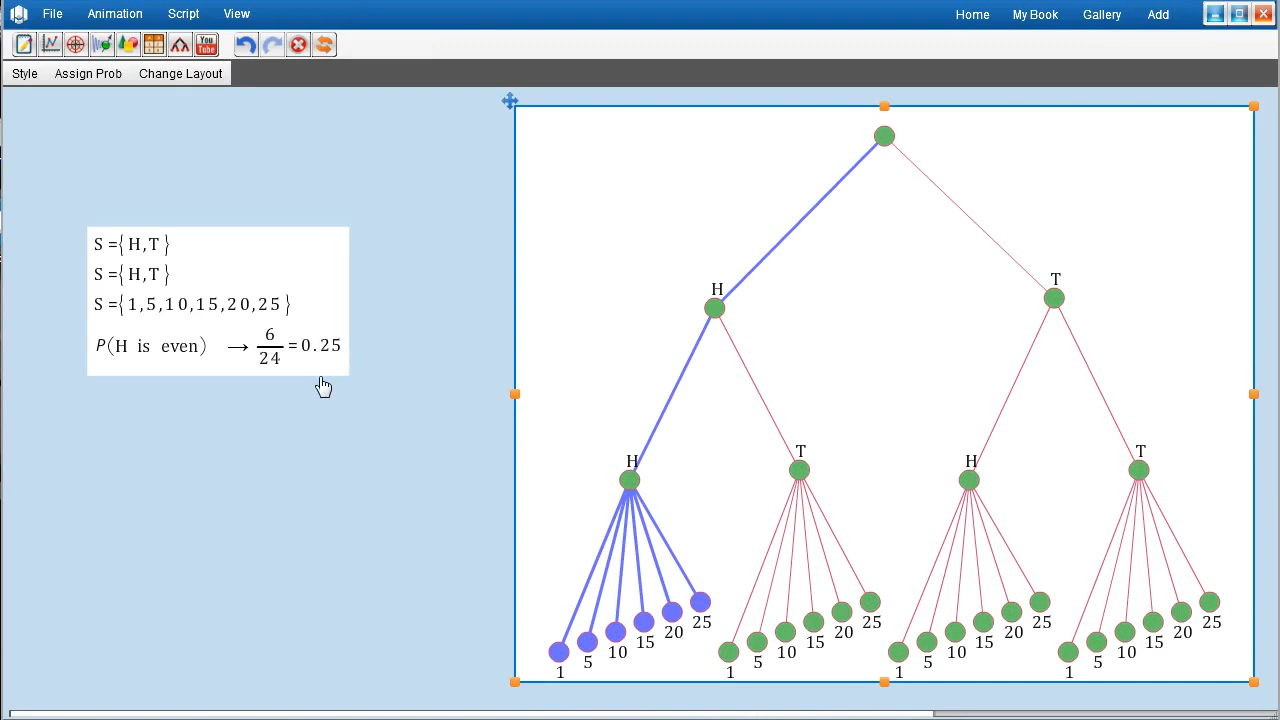 File Animation Script View Home My Book Gallery Add
You Tube
Style Assign Prob Change Layout
S ={ H,T }
S ={ H,T }
S ={ 1,5,10,15,20,25 }
P(H is even) → 6/24 = 0.25
H T
H T H T
1 5 10 15 20 25 1 5 10 15 20 25 1 5 10 15 20 25 1 5 10 15 20 25